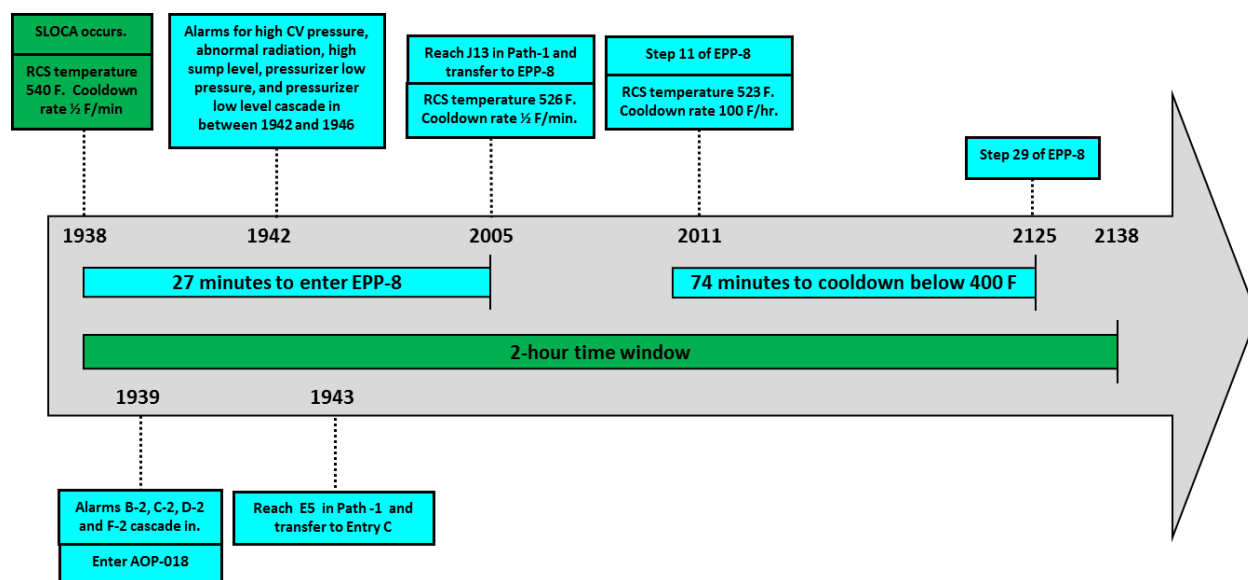 SLOCA occurs.
RCS temperature
540 F.  Cooldown
rate ½ F/min
Alarms for high CV pressure,
abnormal radiation, high
sump level, pressurizer low
pressure, and pressurizer
low level cascade in
between 1942 and 1946
Reach J13 in Path-1 and
transfer to EPP-8
RCS temperature 526 F.
Cooldown rate ½ F/min.
Step 11 of EPP-8
RCS temperature 523 F.
Cooldown rate 100 F/hr.
Step 29 of EPP-8
1938
1942
2005
2011
2125
2138
27 minutes to enter EPP-8
74 minutes to cooldown below 400 F
2-hour time window
1939
1943
Alarms B-2, C-2, D-2
and F-2 cascade in.
Enter AOP-018
Reach  E5  in Path -1  and
transfer to Entry C